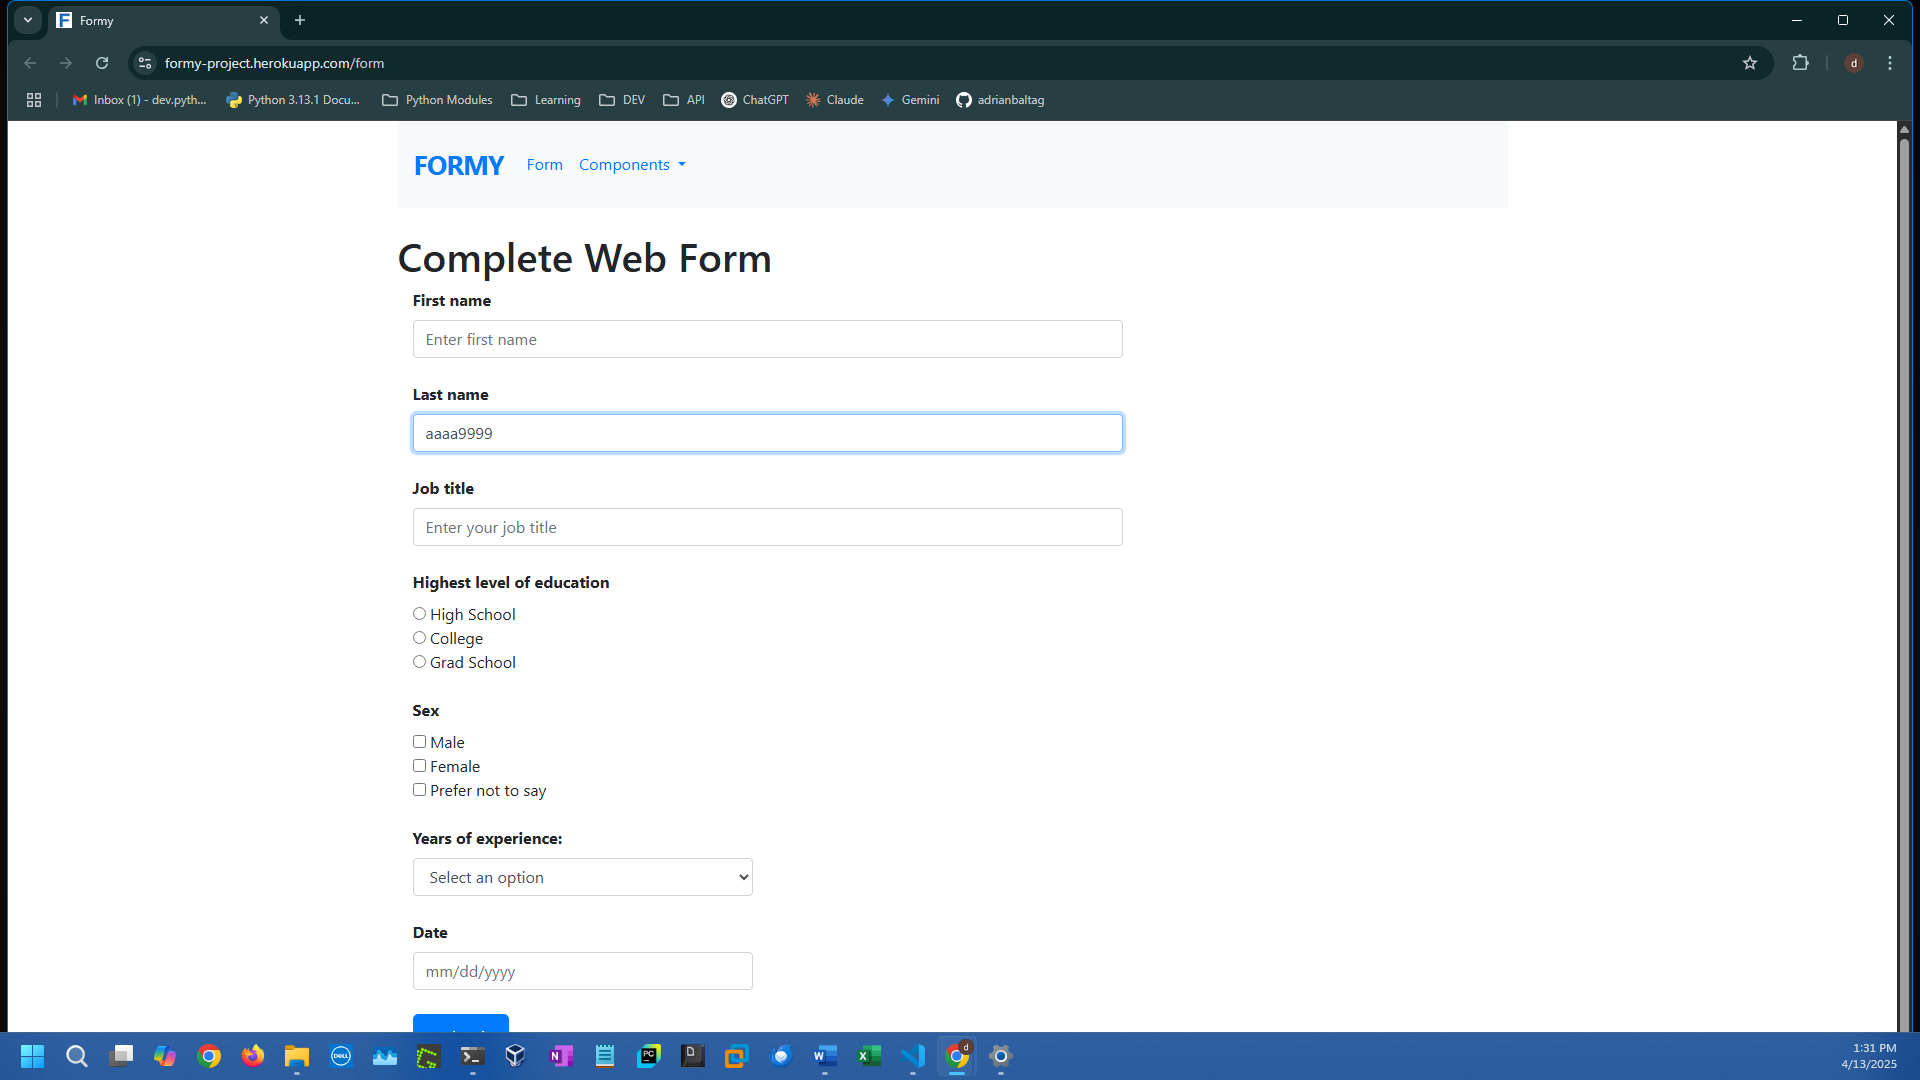 Formy
formy-project.herokuapp.com/form
d
Inbox (1) - dev.pyth...
Python 3.13.1 Docu...
Python Modules
Learning
DEV
API
ChatGPT
Claude
Gemini
adrianbaltag
FORMY Form Components
Complete Web Form
First name
Enter first name
Last name
aaaa9999
Job title
Enter your job title
Highest level of education
High School
College
Grad School
Sex
Male
Female
Prefer not to say
Years of experience:
Select an option
Date
mm/dd/yyyy
1:31 PM
4/13/2025